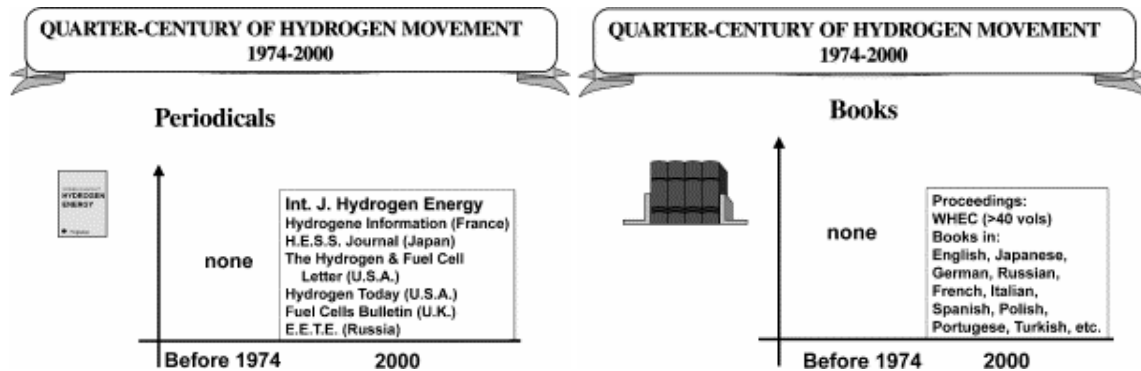 QUARTER-CENTURY OF HYDROGEN MOVEMENT
1974-2000
Periodicals
HYDROGEN
ENERGY
none
Int. J. Hydrogen Energy
Hydrogene Information (France)
H.E.S.S. Journal (Japan)
The Hydrogen & Fuel Cell
Letter (U.S.A.)
Hydrogen Today (U.S.A.)
Fuel Cells Bulletin (U.K.)
E.E.T.E. (Russia)
Before 1974
2000
QUARTER-CENTURY OF HYDROGEN MOVEMENT
1974-2000
Books
none
Proceedings:
WHEC (>40 vols)
Books in:
English, Japanese,
German, Russian,
French, Italian,
Spanish, Polish,
Portugese, Turkish, etc.
Before 1974
2000